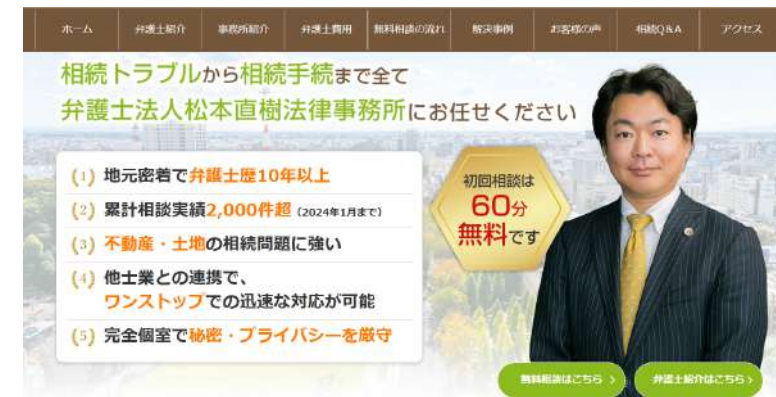 ホーム 弁護士紹介 事務所紹介 弁護士費用 無料相談の流れ 解決事例 お客様の声 相続Q&A アクセス
相続トラブルから相続手続まで全て
弁護士法人松本直樹法律事務所にお任せください
(1) 地元密着で弁護士歴10年以上
(2) 累計相談実績2,000件超 (2024年1月まで)
(3) 不動産・土地の相続問題に強い
(4) 他士業との連携で、
ワンストップでの迅速な対応が可能
(5) 完全個室で秘密・プライバシーを厳守
初回相談は
60分
無料です
無料相談はこちら > 弁護士紹介はこちら >